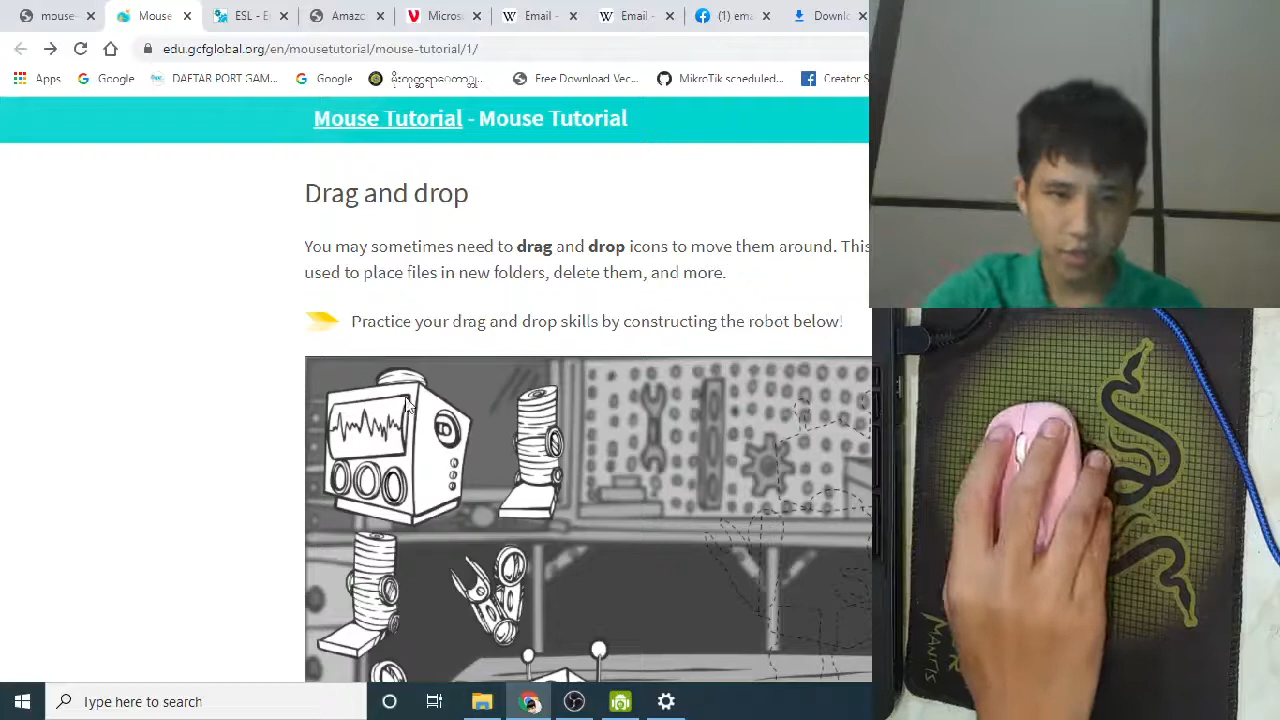 mouse-
Mouse
ESL - E
Amazo
Micros
Email -
Email -
(1) ema
Downlo
edu.gcfglobal.org/en/mousetutorial/mouse-tutorial/1/
Apps
Google
DAFTAR PORT GAM...
Google
Free Download Vec...
MikroTik scheduled...
Creator S
Mouse Tutorial - Mouse Tutorial
Drag and drop
You may sometimes need to drag and drop icons to move them around. This
used to place files in new folders, delete them, and more.
Practice your drag and drop skills by constructing the robot below!
MANTIS
Type here to search